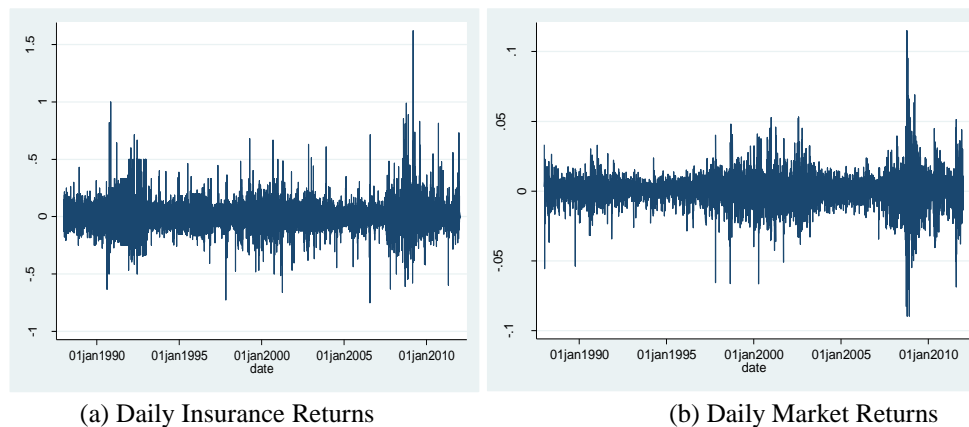 1.5
1
.5
0
-.5
-1
01jan1990 01jan1995 01jan2000 01jan2005 01jan2010
date
(a) Daily Insurance Returns
.1
.05
0
-.05
-.1
01jan1990 01jan1995 01jan2000 01jan2005 01jan2010
date
(b) Daily Market Returns